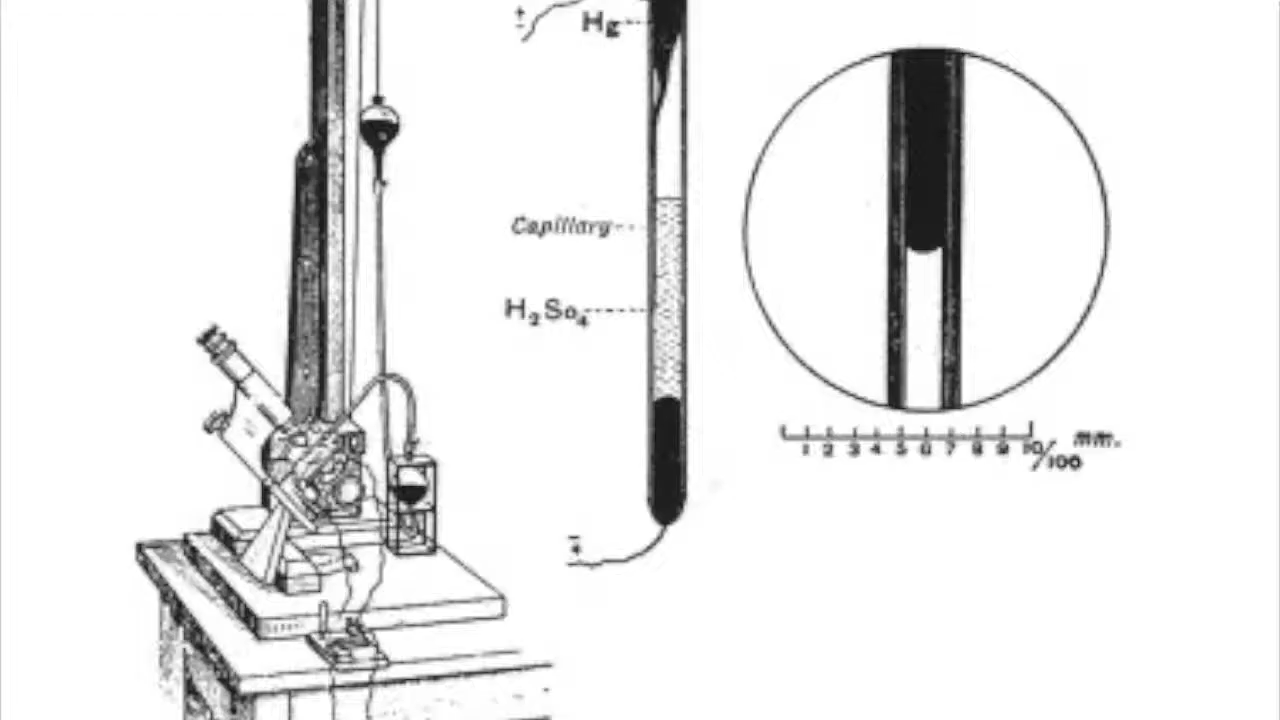 +
-
Hg
Capillary
H₂So₄
-
+
1 2 3 4 5 6 7 8 9 10/100 mm.